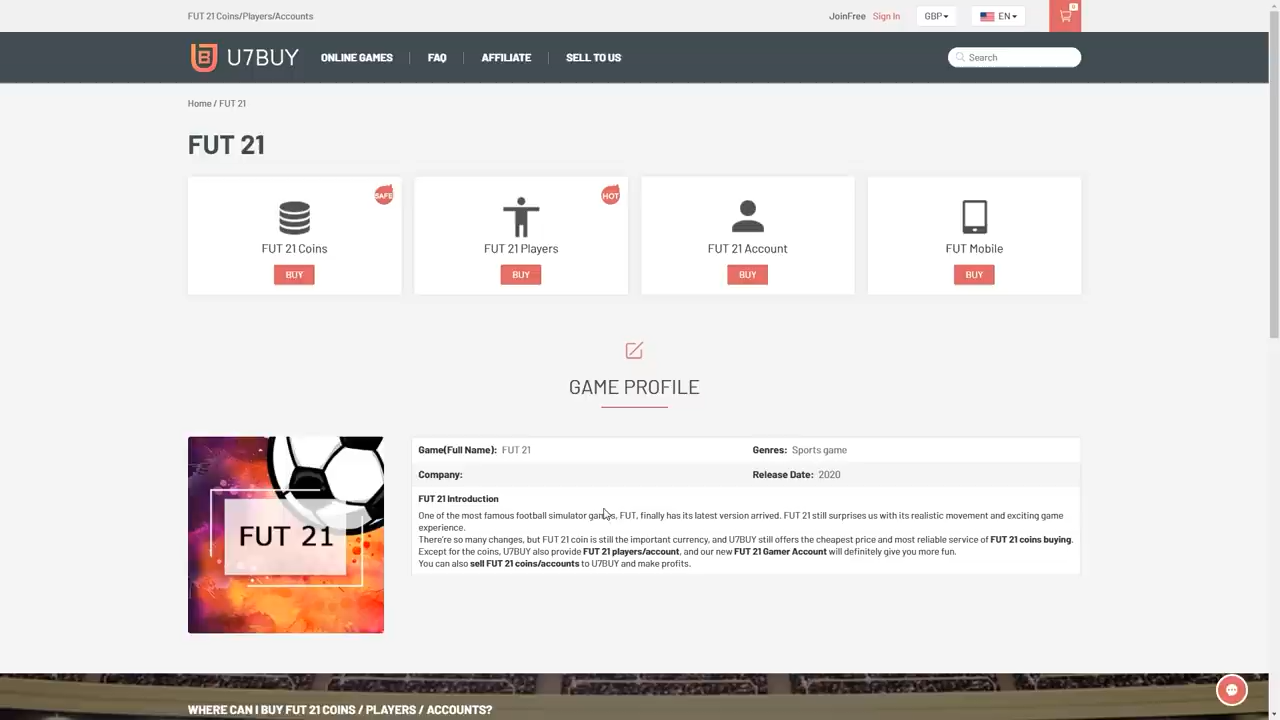 FUT 21 Coins/Players/Accounts
JoinFree Sign In GBP EN 0
U7BUY ONLINE GAMES FAQ AFFILIATE SELL TO US Search
Home / FUT 21
FUT 21
SAFE
FUT 21 Coins
BUY
HOT
FUT 21 Players
BUY
FUT 21 Account
BUY
FUT Mobile
BUY
GAME PROFILE
FUT 21
Game(Full Name): FUT 21 Genres: Sports game
Company: Release Date: 2020
FUT 21 Introduction
One of the most famous football simulator games, FUT, finally has its latest version arrived. FUT 21 still surprises us with its realistic movement and exciting game
experience.
There're so many changes, but FUT 21 coin is still the important currency, and U7BUY still offers the cheapest price and most reliable service of FUT 21 coins buying.
Except for the coins, U7BUY also provide FUT 21 players/account, and our new FUT 21 Gamer Account will definitely give you more fun.
You can also sell FUT 21 coins/accounts to U7BUY and make profits.
WHERE CAN I BUY FUT 21 COINS / PLAYERS / ACCOUNTS?